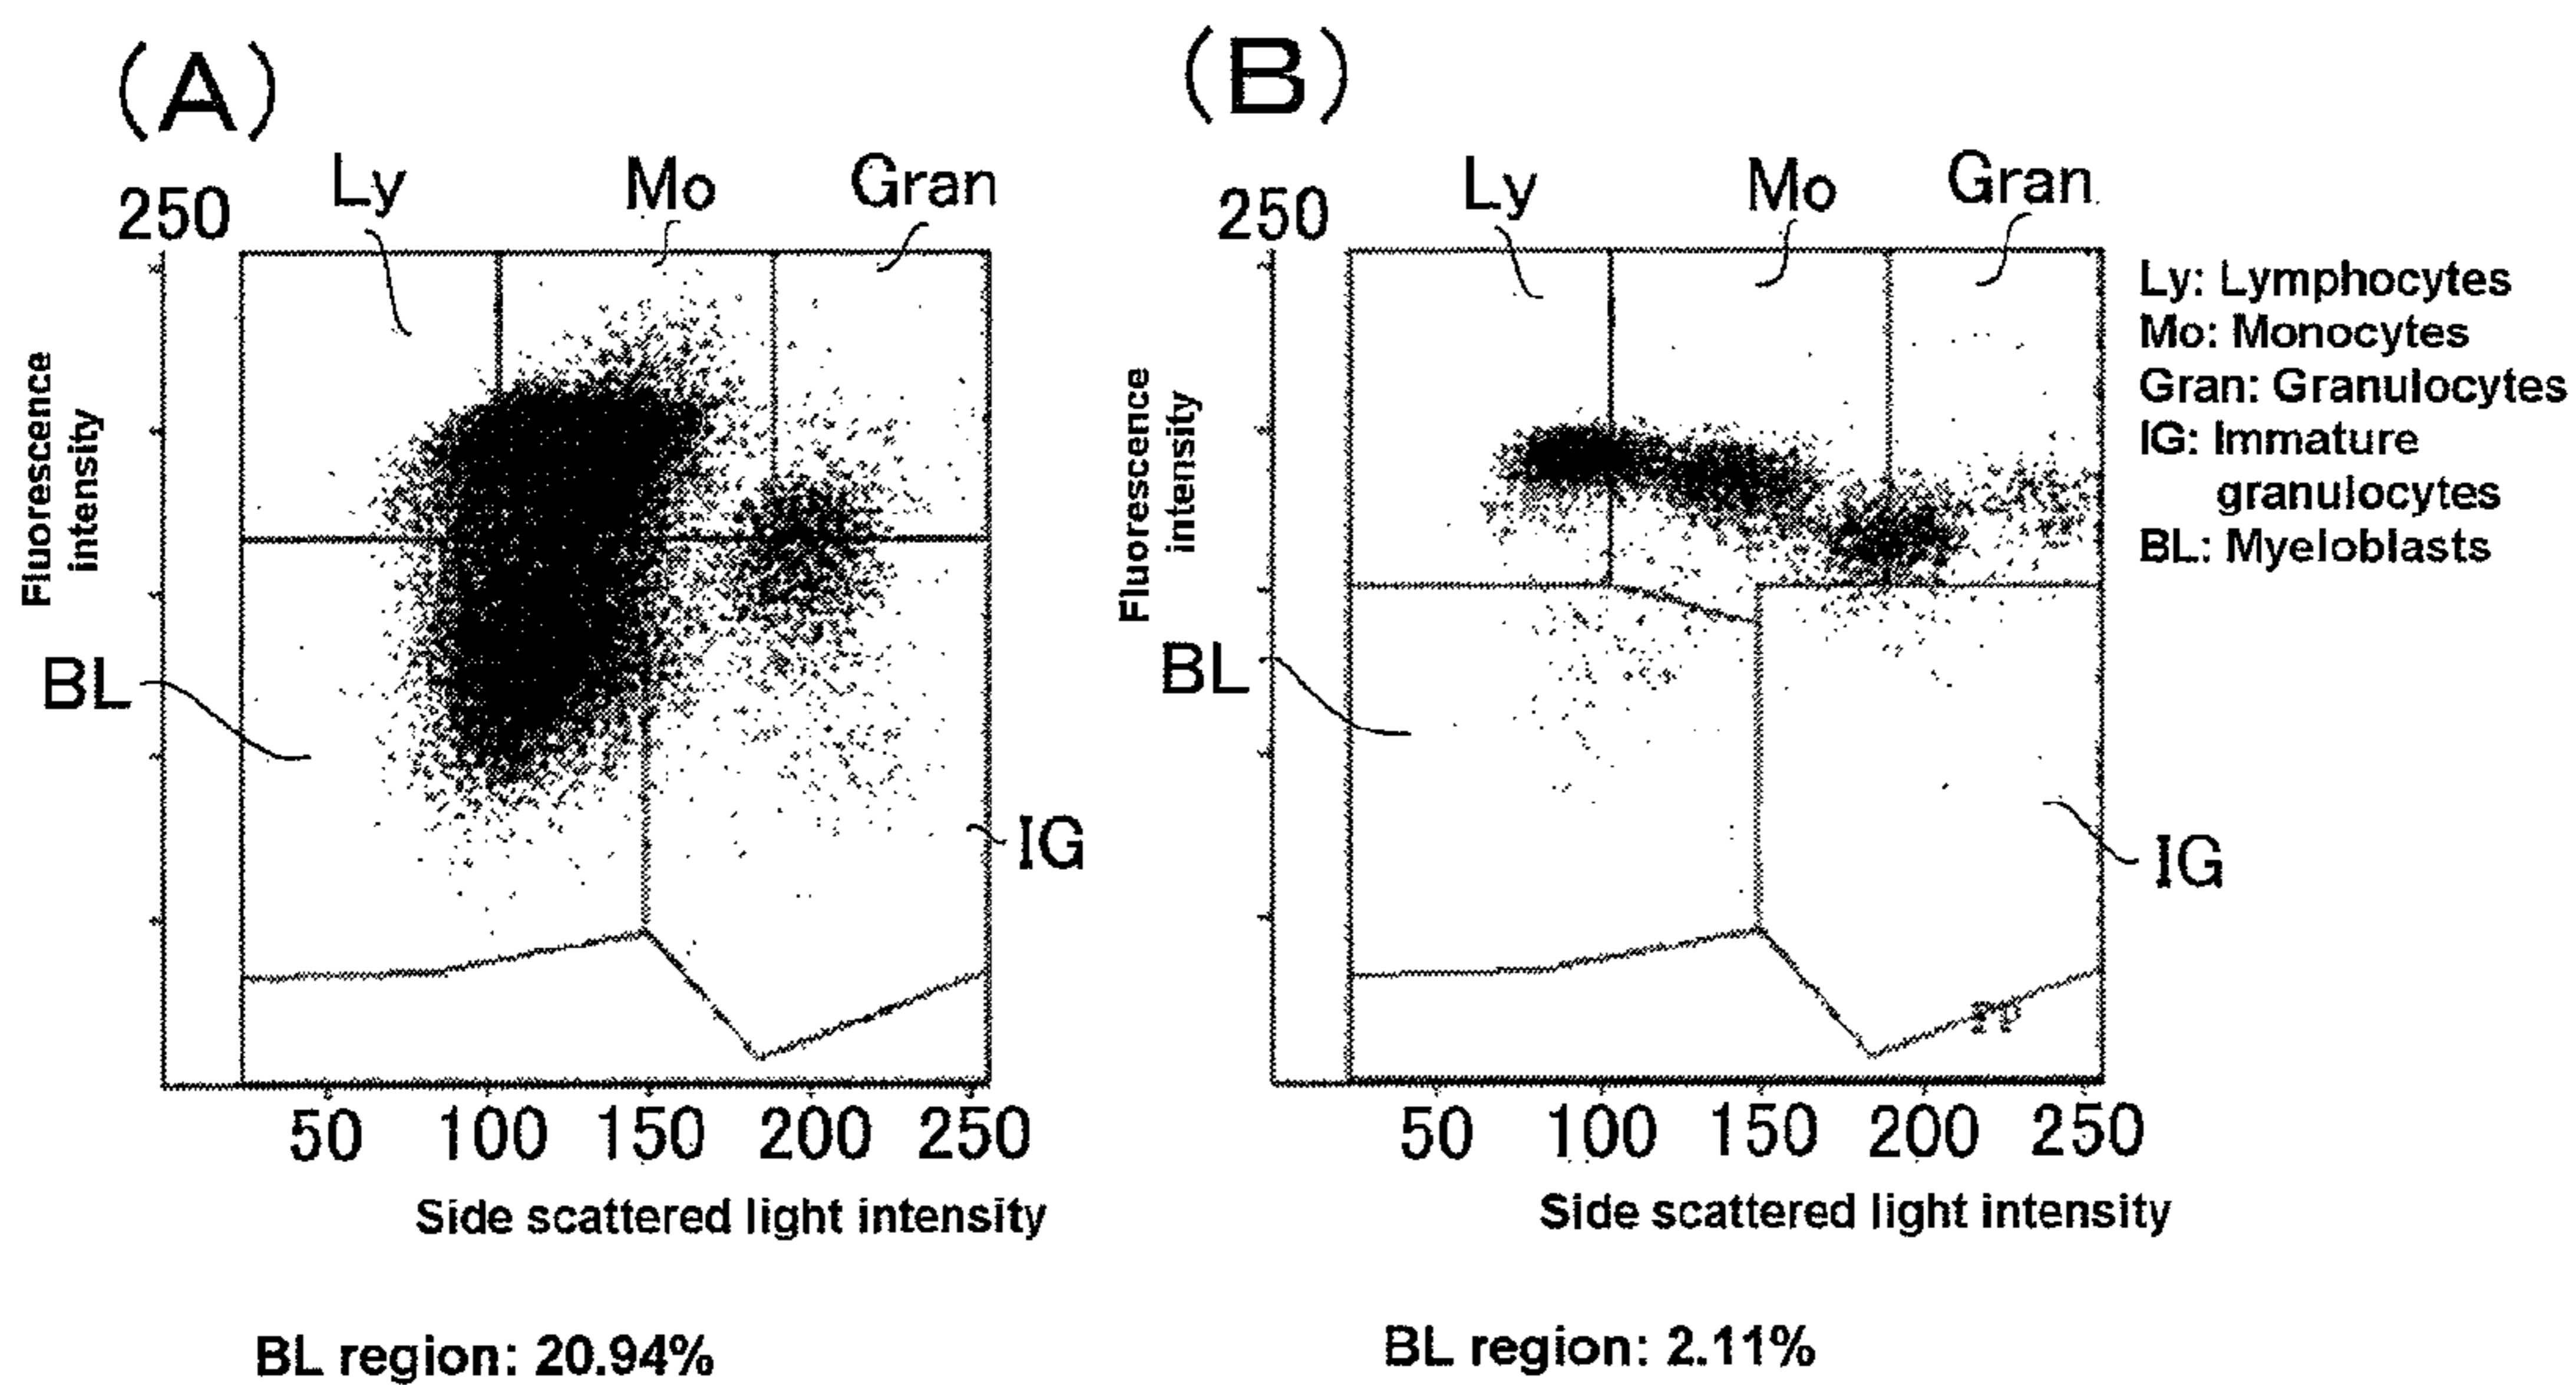 (A)
Ly Mo Gran
250
Fluorescence
intensity
BL
IG
50 100 150 200 250
Side scattered light intensity
BL region: 20.94%
(B)
Ly Mo Gran
250
Fluorescence
intensity
BL
IG
50 100 150 200 250
Side scattered light intensity
BL region: 2.11%
Ly: Lymphocytes
Mo: Monocytes
Gran: Granulocytes
IG: Immature
granulocytes
BL: Myeloblasts